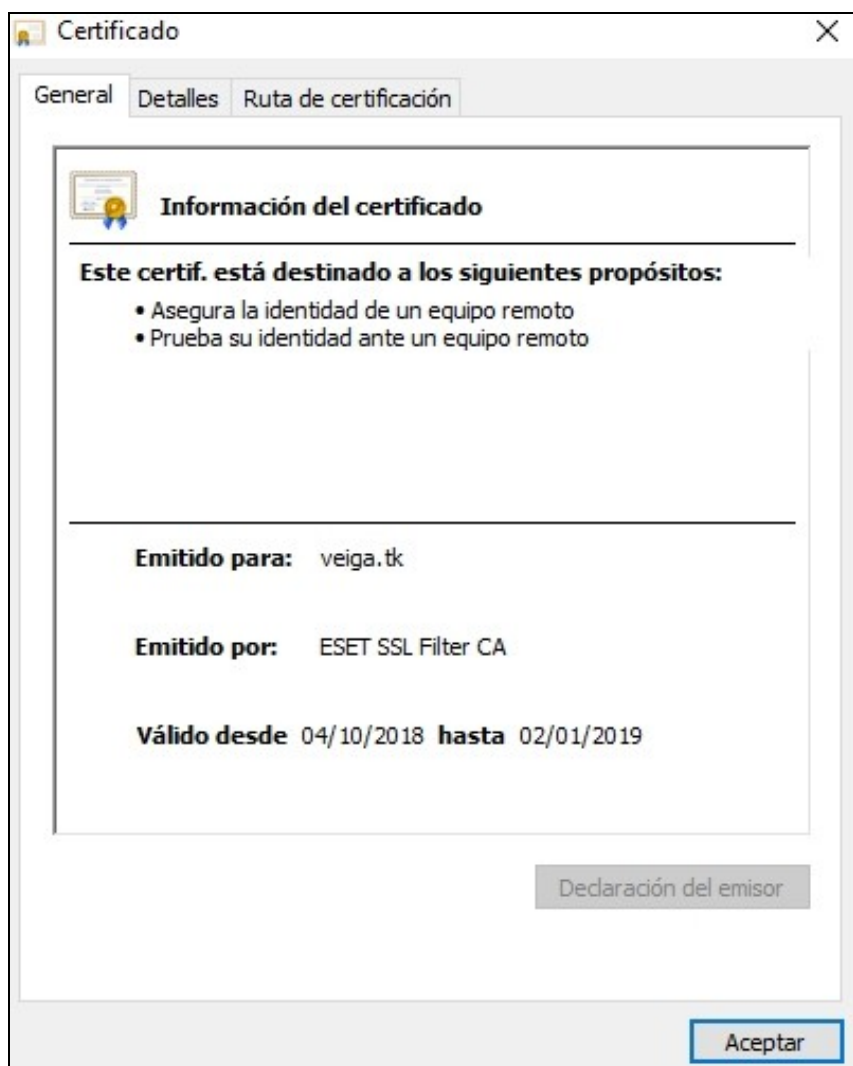 Certificado
General Detalles Ruta de certificación
Información del certificado
Este certif. está destinado a los siguientes propósitos:
• Asegura la identidad de un equipo remoto
• Prueba su identidad ante un equipo remoto
Emitido para: veiga.tk
Emitido por: ESET SSL Filter CA
Válido desde 04/10/2018 hasta 02/01/2019
Declaración del emisor
Aceptar